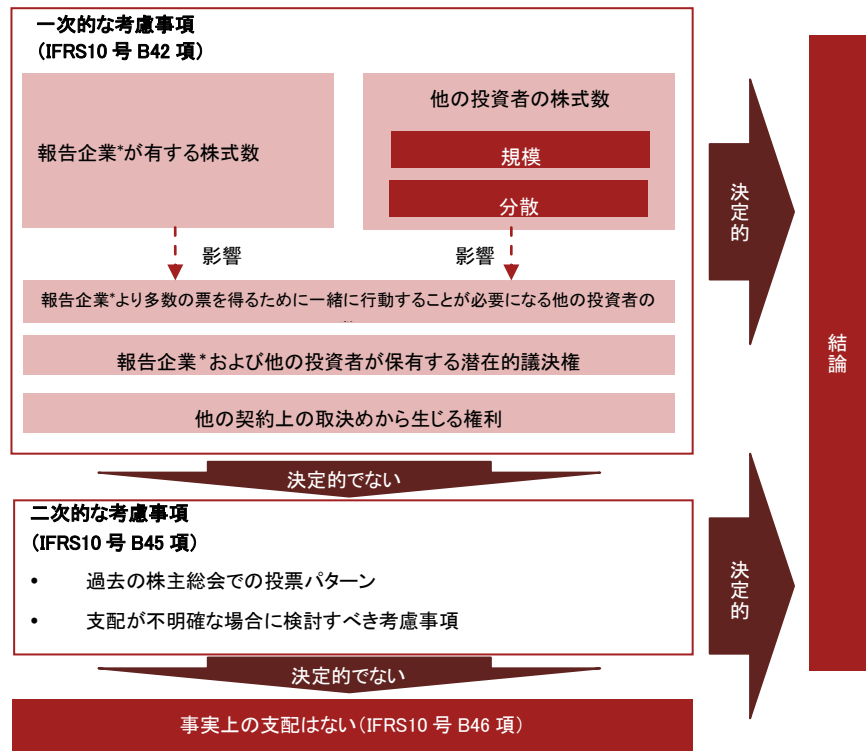 一次的な考慮事項
(IFRS10 号 B42 項)
報告企業*が有する株式数
他の投資者の株式数
規模
分散
影響
影響
報告企業*より多数の票を得るために一緒に行動することが必要になる他の投資者の
報告企業*および他の投資者が保有する潜在的議決権
他の契約上の取決めから生じる権利
決定的
決定的でない
二次的な考慮事項
(IFRS10 号 B45 項)
• 過去の株主総会での投票パターン
• 支配が不明確な場合に検討すべき考慮事項
決定的
決定的でない
事実上の支配はない(IFRS10 号 B46 項)
結論